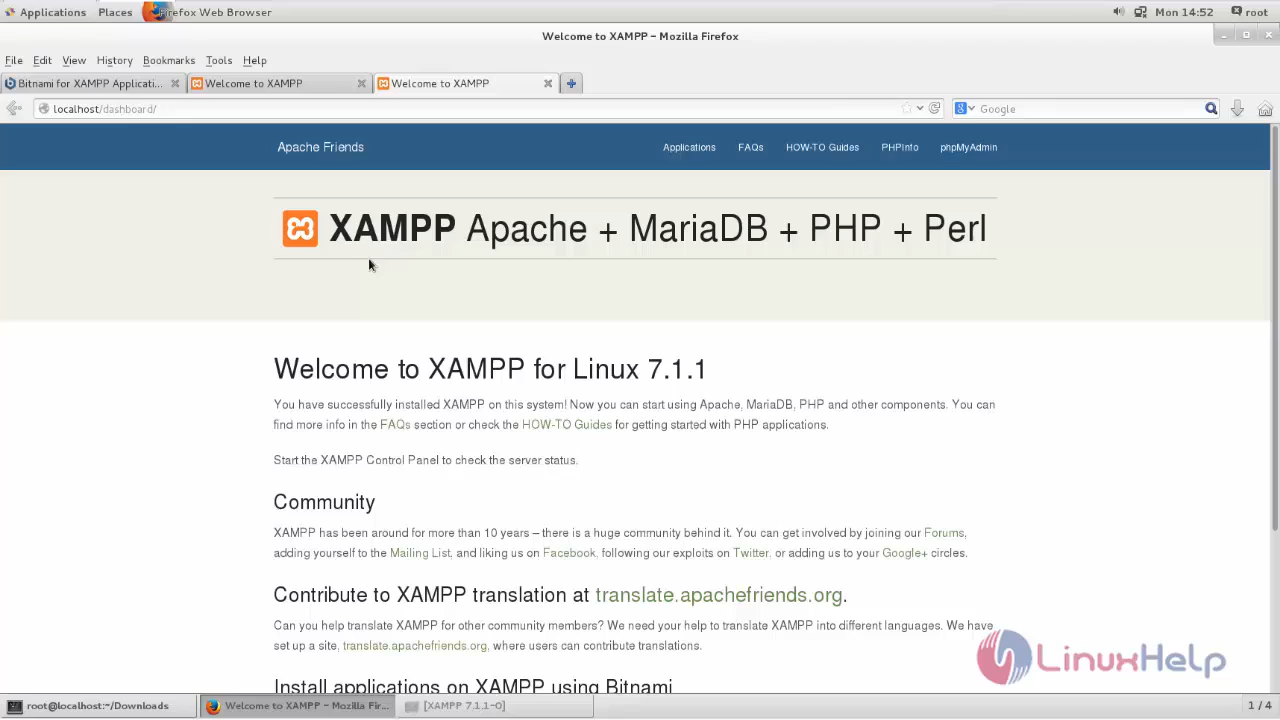 Applications Places Firefox Web Browser Mon 14:52 root
Welcome to XAMPP – Mozilla Firefox
File Edit View History Bookmarks Tools Help
Bitnami for XAMPP Applicati... Welcome to XAMPP Welcome to XAMPP
localhost/dashboard/ Google
Apache Friends Applications FAQs HOW-TO Guides PHPInfo phpMyAdmin
XAMPP Apache + MariaDB + PHP + Perl
Welcome to XAMPP for Linux 7.1.1
You have successfully installed XAMPP on this system! Now you can start using Apache, MariaDB, PHP and other components. You can
find more info in the FAQs section or check the HOW-TO Guides for getting started with PHP applications.
Start the XAMPP Control Panel to check the server status.
Community
XAMPP has been around for more than 10 years – there is a huge community behind it. You can get involved by joining our Forums,
adding yourself to the Mailing List, and liking us on Facebook, following our exploits on Twitter, or adding us to your Google+ circles.
Contribute to XAMPP translation at translate.apachefriends.org.
Can you help translate XAMPP for other community members? We need your help to translate XAMPP into different languages. We have
set up a site, translate.apachefriends.org, where users can contribute translations.
LinuxHelp
Install applications on XAMPP using Bitnami
root@localhost:~/Downloads Welcome to XAMPP – Mozilla Fir... [XAMPP 7.1.1-0] 1 / 4